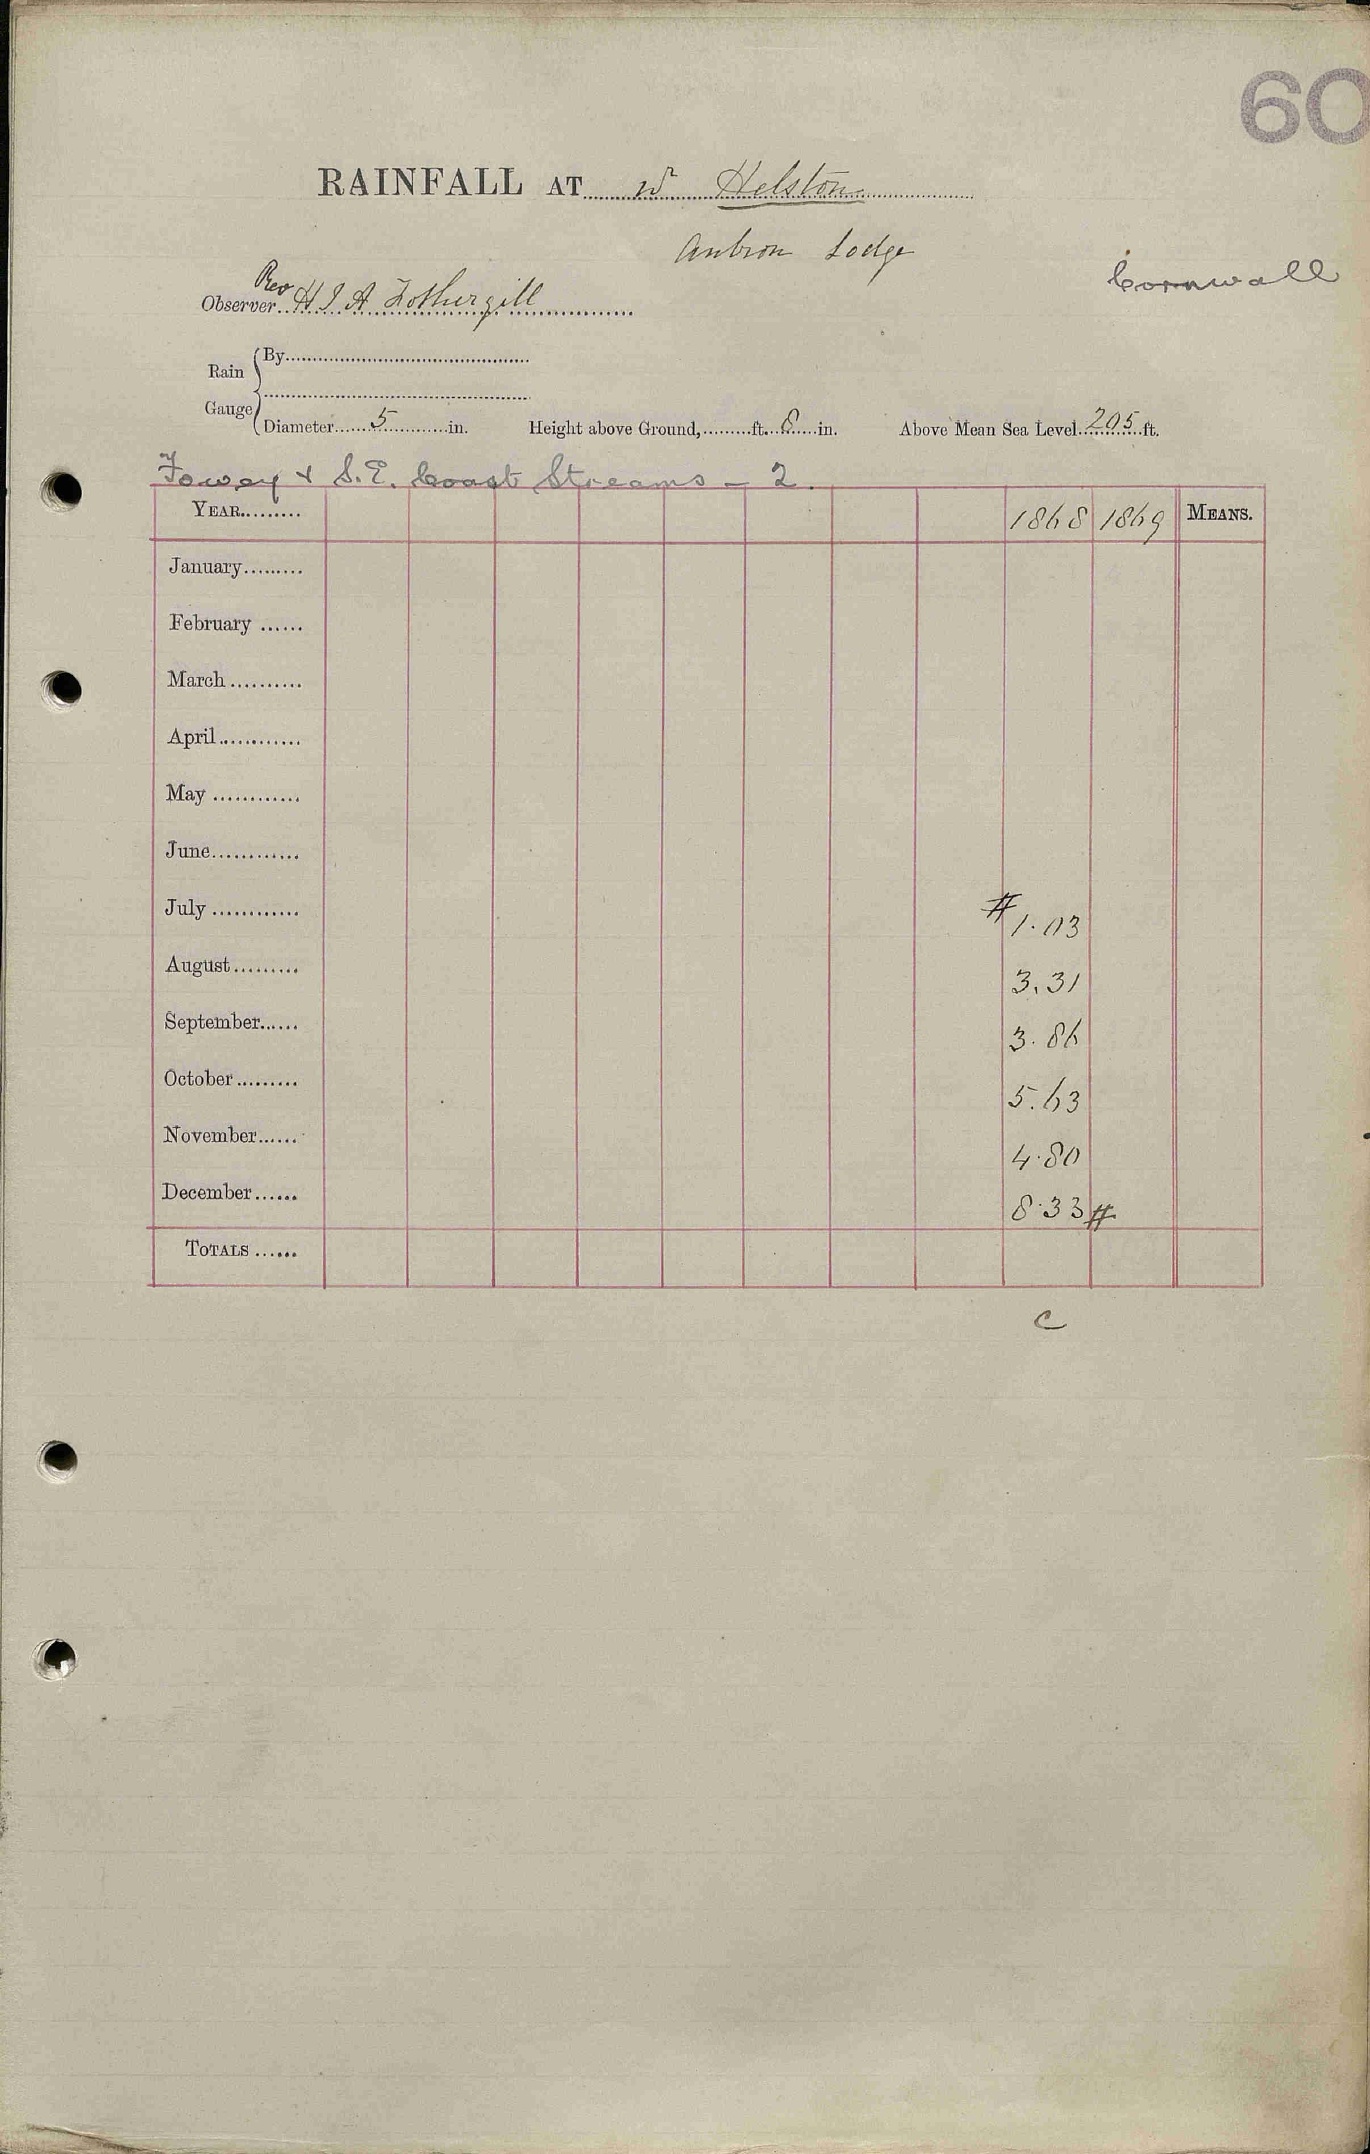 60
RAINFALL AT Helston
Lodge
Cornwall
Rev
Observer H J A Fothergill
Rain Gauge { By
Diameter 5 in. Height above Ground, ft. 8 in. Above Mean Sea Level 205 ft.
Fowey & S.E. Coast Streams - 2.
YEAR 1868 1869 MEANS.
January
February
March
April
May
June
July # 1.03
August 3.31
September 3.86
October 5.63
November 4.80
December 8.33 #
TOTALS
C